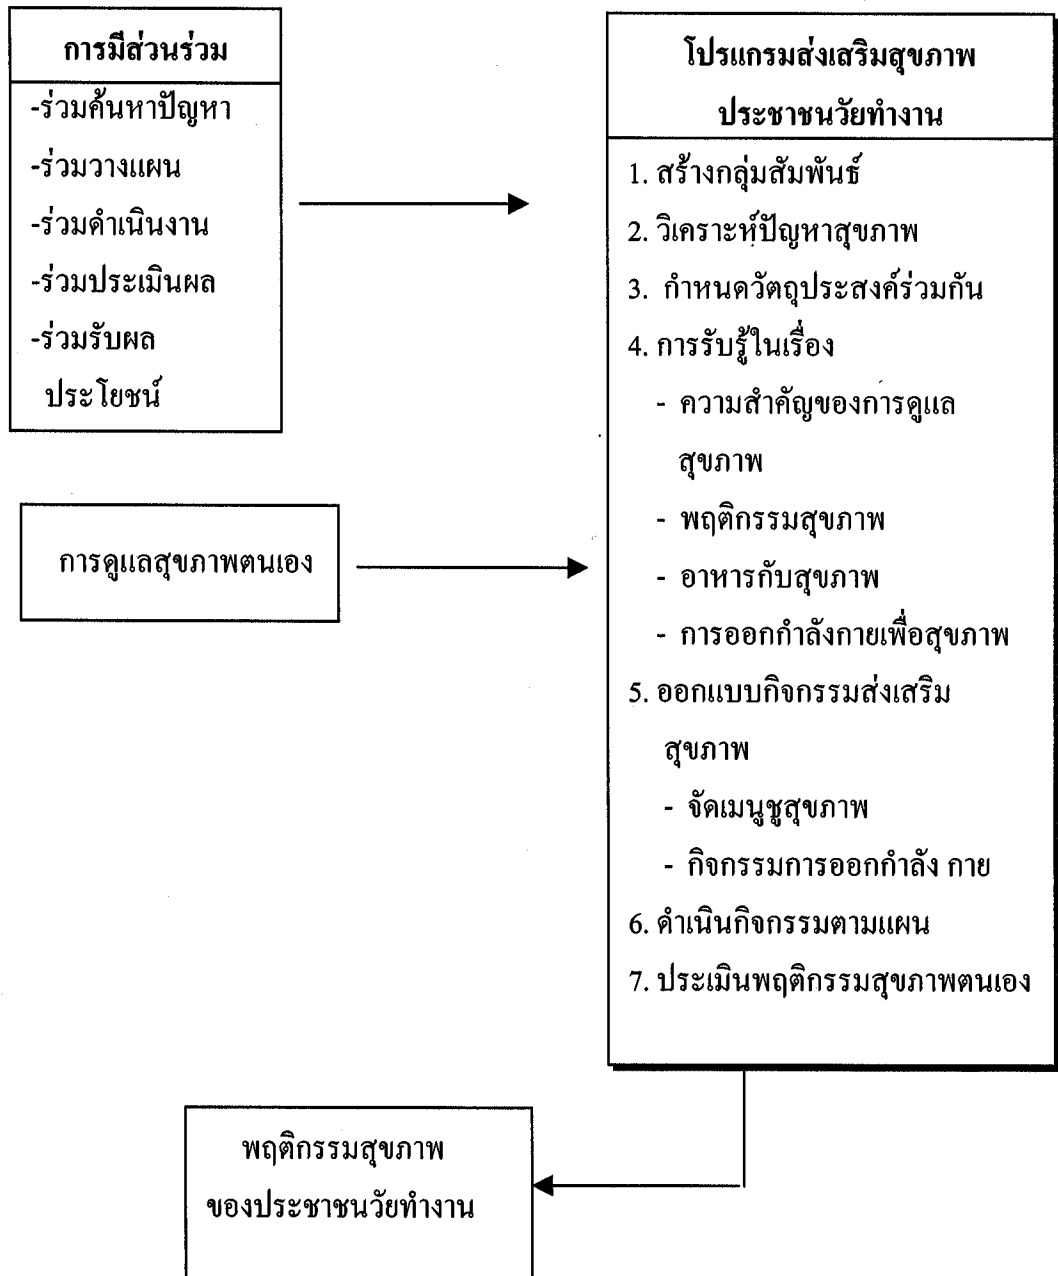 การมีส่วนร่วม
-ร่วมค้นหาปัญหา
-ร่วมวางแผน
-ร่วมดำเนินงาน
-ร่วมประเมินผล
-ร่วมรับผล
ประโยชน์
การดูแลสุขภาพตนเอง
โปรแกรมส่งเสริมสุขภาพ
ประชาชนวัยทำงาน
1. สร้างกลุ่มสัมพันธ์
2. วิเคราะห์ปัญหาสุขภาพ
3. กำหนดวัตถุประสงค์ร่วมกัน
4. การรับรู้ในเรื่อง
- ความสำคัญของการดูแล
สุขภาพ
- พฤติกรรมสุขภาพ
- อาหารกับสุขภาพ
- การออกกำลังกายเพื่อสุขภาพ
5. ออกแบบกิจกรรมส่งเสริม
สุขภาพ
- จัดเมนูชูสุขภาพ
- กิจกรรมการออกกำลัง กาย
6. ดำเนินกิจกรรมตามแผน
7. ประเมินพฤติกรรมสุขภาพตนเอง
พฤติกรรมสุขภาพ
ของประชาชนวัยทำงาน